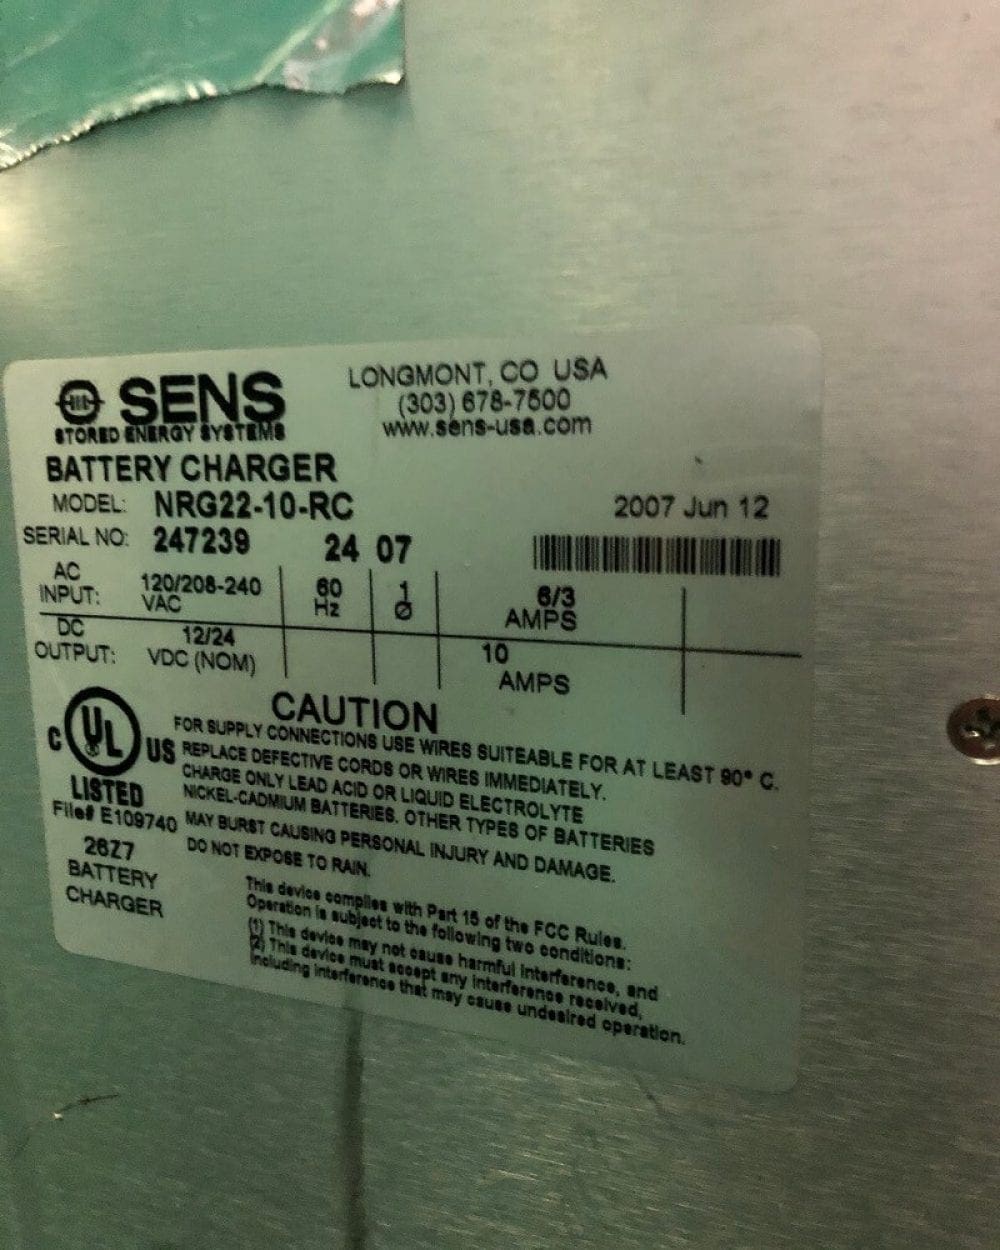 SENS
STORED ENERGY SYSTEMS
LONGMONT, CO USA
(303) 678-7600
www.sens-usa.com
BATTERY CHARGER
MODEL: NRG22-10-RC
2007 Jun 12
SERIAL NO: 247239 24 07
AC INPUT: 120/208-240 VAC 60 Hz 1 Ø 6/3 AMPS
DC OUTPUT: 12/24 VDC (NOM) 10 AMPS
CAUTION
FOR SUPPLY CONNECTIONS USE WIRES SUITEABLE FOR AT LEAST 90° C.
REPLACE DEFECTIVE CORDS OR WIRES IMMEDIATELY.
CHARGE ONLY LEAD ACID OR LIQUID ELECTROLYTE
NICKEL-CADMIUM BATTERIES. OTHER TYPES OF BATTERIES
MAY BURST CAUSING PERSONAL INJURY AND DAMAGE.
DO NOT EXPOSE TO RAIN.
C UL US
LISTED
File# E109740
26Z7
BATTERY
CHARGER
This device complies with Part 15 of the FCC Rules.
Operation is subject to the following two conditions:
(1) This device may not cause harmful interference, and
(2) This device must accept any interference received,
including interference that may cause undesired operation.